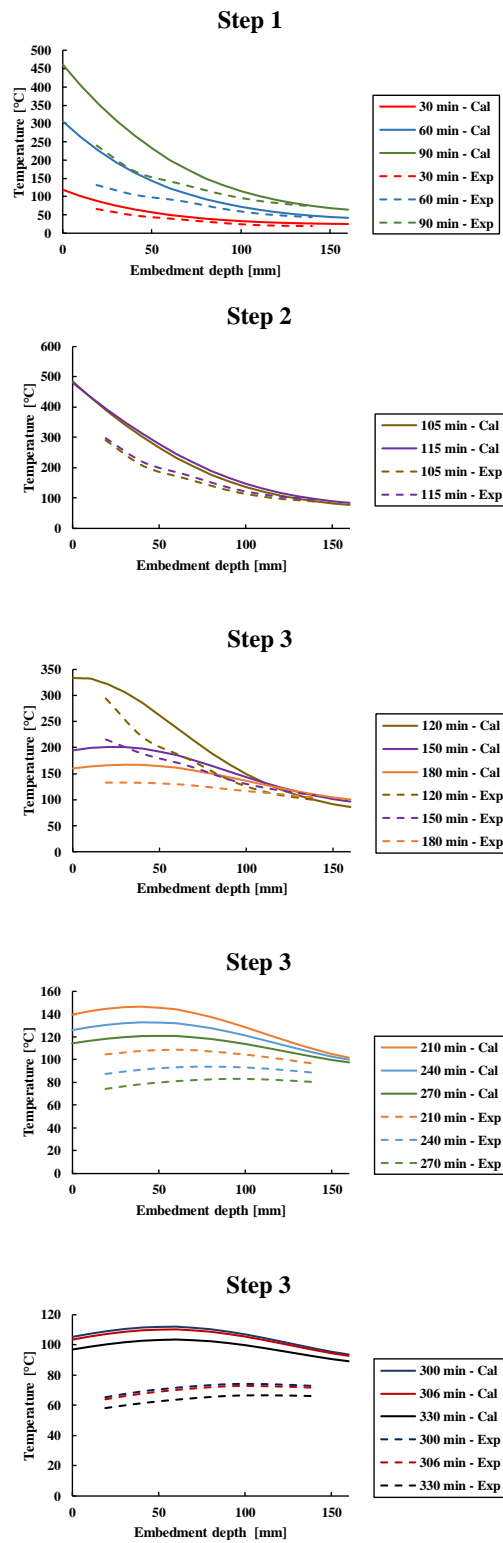 Step 1
Temperature [°C]
500
450
400
350
300
250
200
150
100
50
0
0
50
100
150
Embedment depth [mm]
30 min - Cal
60 min - Cal
90 min - Cal
30 min - Exp
60 min - Exp
90 min - Exp
Step 2
Temperature [°C]
600
500
400
300
200
100
0
0
50
100
150
Embedment depth [mm]
105 min - Cal
115 min - Cal
105 min - Exp
115 min - Exp
Step 3
Temperature [°C]
350
300
250
200
150
100
50
0
0
50
100
150
Embedment depth [mm]
120 min - Cal
150 min - Cal
180 min - Cal
120 min - Exp
150 min - Exp
180 min - Exp
Step 3
Temperature [°C]
160
140
120
100
80
60
40
20
0
0
50
100
150
Embedment depth [mm]
210 min - Cal
240 min - Cal
270 min - Cal
210 min - Exp
240 min - Exp
270 min - Exp
Step 3
Temperature [°C]
120
100
80
60
40
20
0
0
50
100
150
Embedment depth [mm]
300 min - Cal
306 min - Cal
330 min - Cal
300 min - Exp
306 min - Exp
330 min - Exp